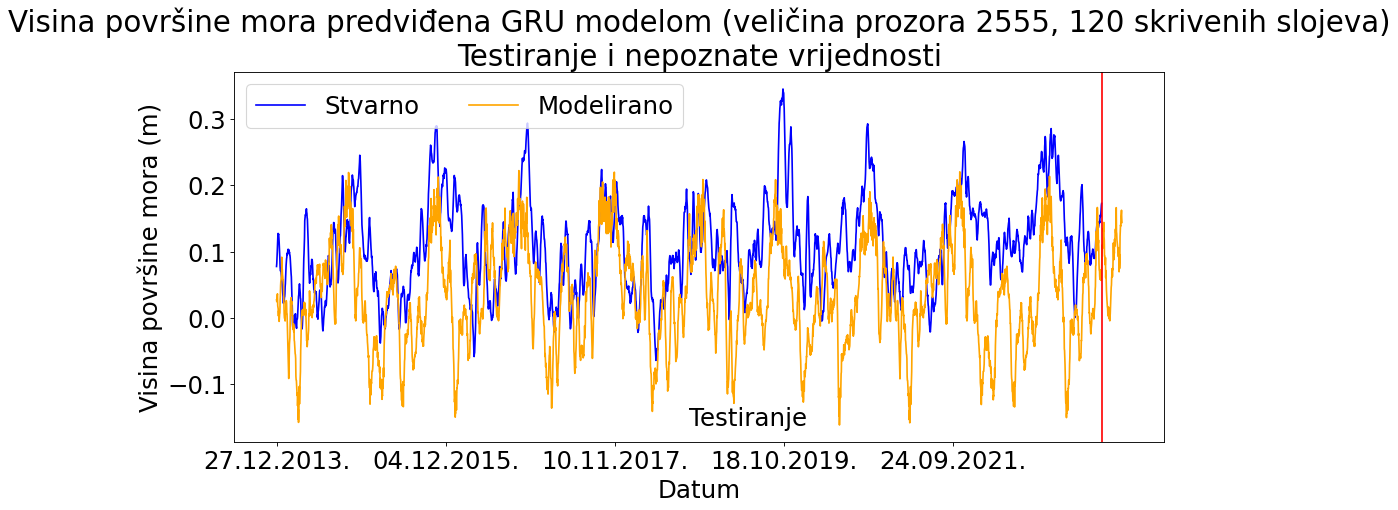 Visina površine mora predviđena GRU modelom (veličina prozora 2555, 120 skrivenih slojeva)
Testiranje i nepoznate vrijednosti
Stvarno
Modelirano
Visina površine mora (m)
0.3
0.2
0.1
0.0
−0.1
Testiranje
27.12.2013.
04.12.2015.
10.11.2017.
18.10.2019.
24.09.2021.
Datum